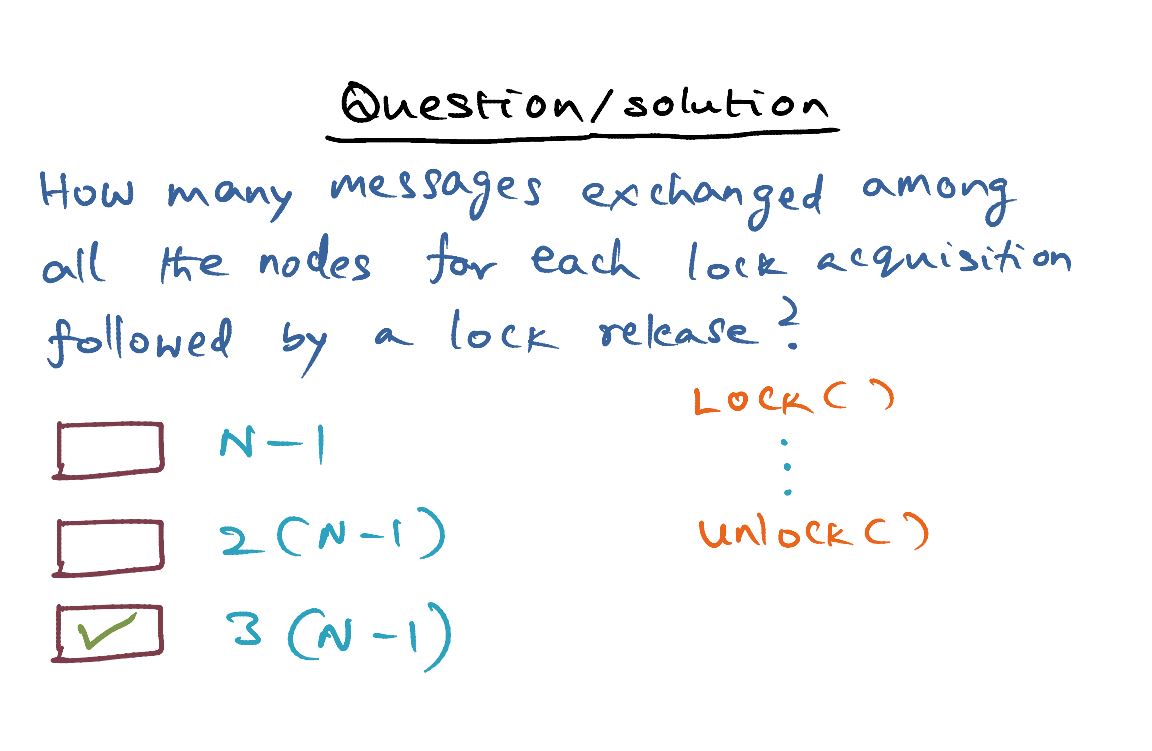 Question/solution
How many messages exchanged among
all the nodes for each lock acquisition
followed by a lock release?
LOCK()
N-1
2(N-1)
UNLOCK()
3(N-1)